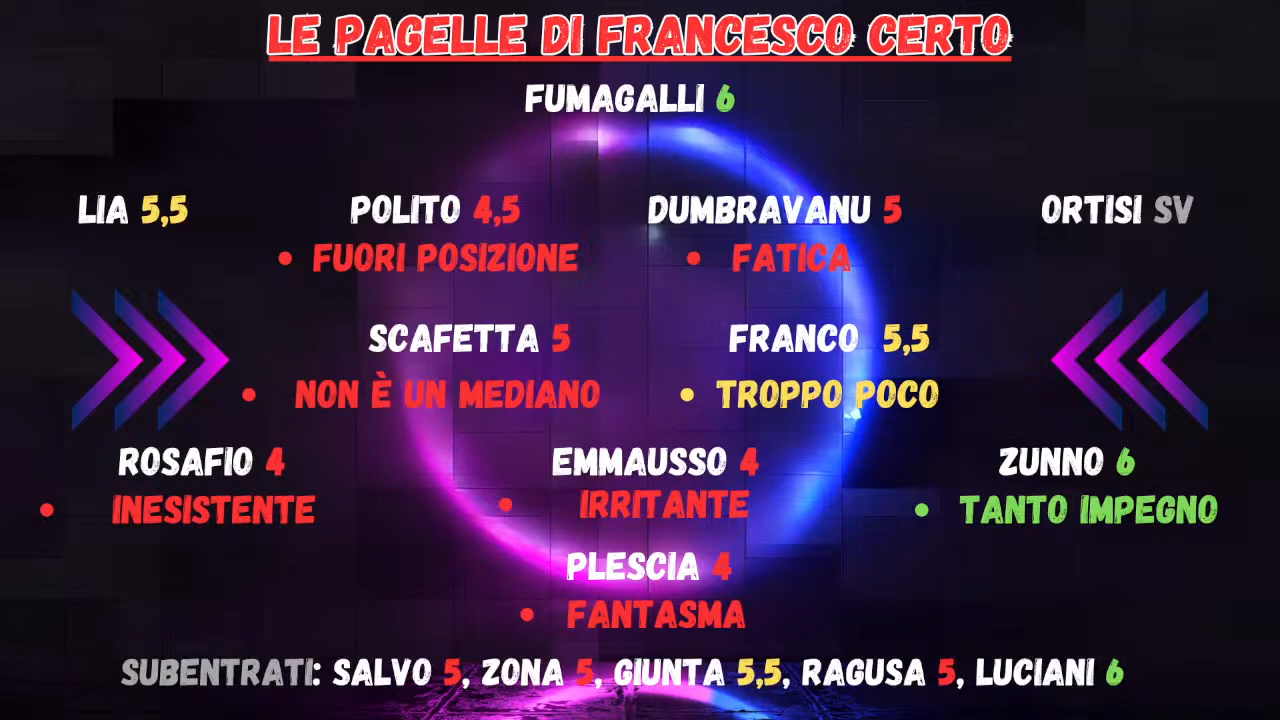 LE PAGELLE DI FRANCESCO CERTO
FUMAGALLI 6
LIA 5,5 POLITO 4,5 DUMBRAVANU 5 ORTISI SV
• FUORI POSIZIONE • FATICA
SCAFETTA 5 FRANCO 5,5
• NON È UN MEDIANO • TROPPO POCO
ROSAFIO 4 EMMAUSSO 4 ZUNNO 6
• INESISTENTE • IRRITANTE • TANTO IMPEGNO
PLESCIA 4
• FANTASMA
SUBENTRATI: SALVO 5, ZONA 5, GIUNTA 5,5, RAGUSA 5, LUCIANI 6